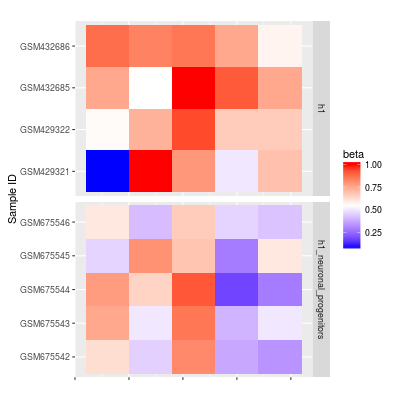 GSM432686
GSM432685
GSM429322
GSM429321
h1
GSM675546
GSM675545
GSM675544
GSM675543
GSM675542
h1_neuronal_progenitors
Sample ID
beta
1.00
0.75
0.50
0.25